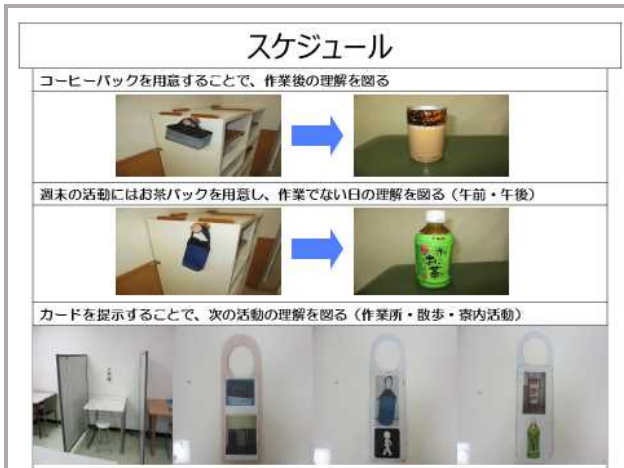 スケジュール
コーヒーパックを用意することで、作業後の理解を図る
週末の活動にはお茶パックを用意し、作業でない日の理解を図る（午前・午後）
お〜いお茶
カードを提示することで、次の活動の理解を図る（作業所・散歩・寮内活動）